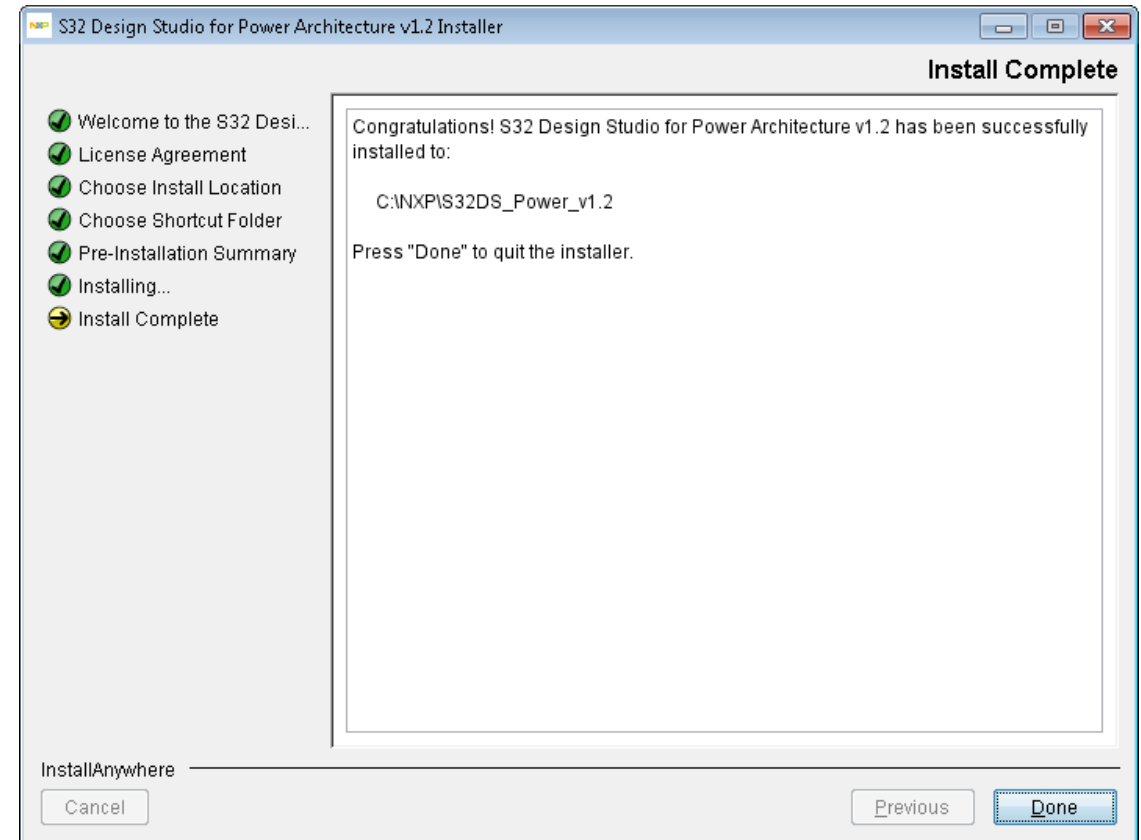 NXP S32 Design Studio for Power Architecture v1.2 Installer
Install Complete
Welcome to the S32 Desi...
License Agreement
Choose Install Location
Choose Shortcut Folder
Pre-Installation Summary
Installing...
Install Complete
Congratulations! S32 Design Studio for Power Architecture v1.2 has been successfully
installed to:
C:\NXP\S32DS_Power_v1.2
Press "Done" to quit the installer.
InstallAnywhere
Cancel
Previous
Done